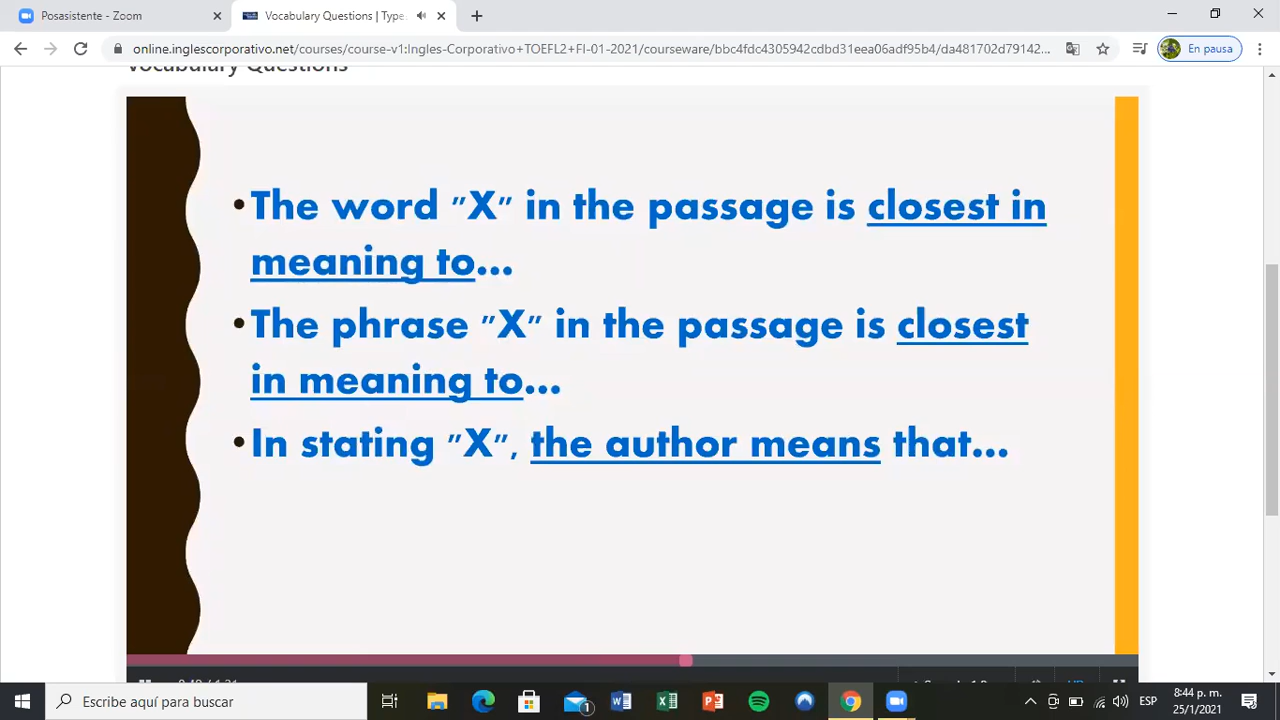 Posasistente - Zoom
Vocabulary Questions | Type
online.inglescorporativo.net/courses/course-v1:Ingles-Corporativo+TOEFL2+FI-01-2021/courseware/bbc4fdc4305942cdbd31eea06adf95b4/da481702d79142...
En pausa
Vocabulary Questions
•The word "X" in the passage is closest in
meaning to...
•The phrase "X" in the passage is closest
in meaning to...
•In stating "X", the author means that...
Escribe aquí para buscar
1
ESP
8:44 p. m.
25/1/2021